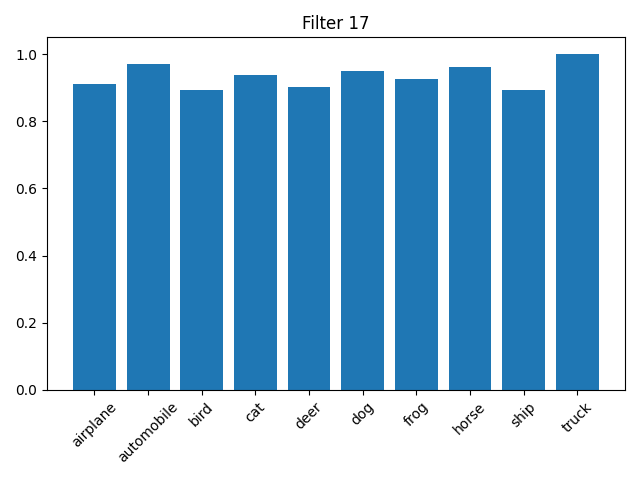 Filter 17
1.0
0.8
0.6
0.4
0.2
0.0
airplane
automobile
bird
cat
deer
dog
frog
horse
ship
truck